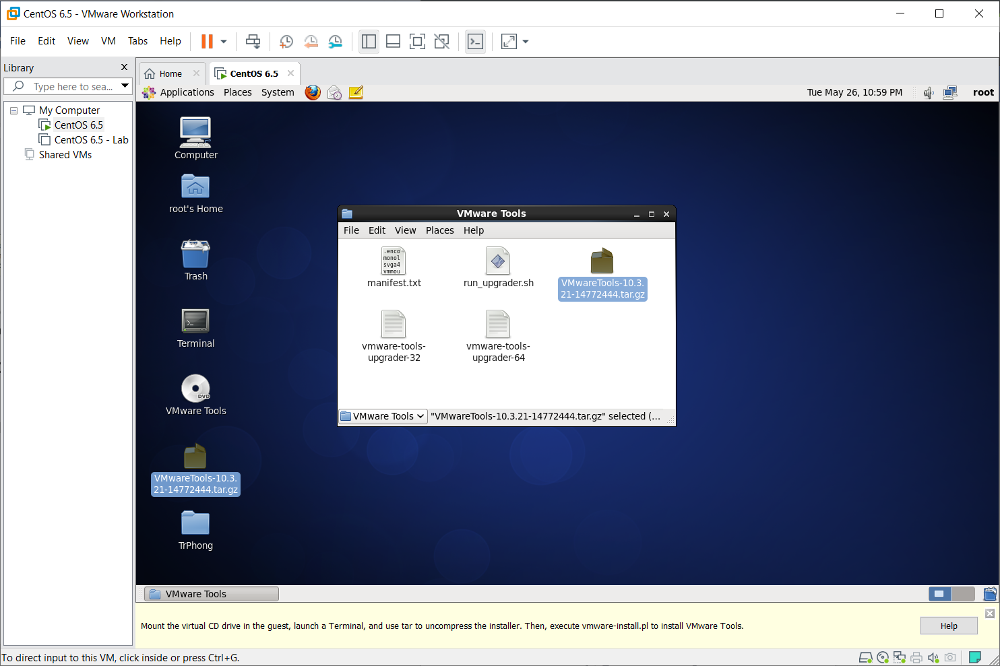 CentOS 6.5 - VMware Workstation
File Edit View VM Tabs Help
Library
Type here to sea...
My Computer
CentOS 6.5
CentOS 6.5 - Lab
Shared VMs
Home
CentOS 6.5
Applications Places System
Tue May 26, 10:59 PM
root
Computer
root's Home
Trash
Terminal
DVD
VMware Tools
VMwareTools-10.3.
21-14772444.tar.gz
TrPhong
VMware Tools
File Edit View Places Help
.enco
monol
svga4
vmmou
manifest.txt
run_upgrader.sh
VMwareTools-10.3.
21-14772444.tar.gz
vmware-tools-
upgrader-32
vmware-tools-
upgrader-64
VMware Tools
"VMwareTools-10.3.21-14772444.tar.gz" selected (...
VMware Tools
Mount the virtual CD drive in the guest, launch a Terminal, and use tar to uncompress the installer. Then, execute vmware-install.pl to install VMware Tools.
Help
To direct input to this VM, click inside or press Ctrl+G.